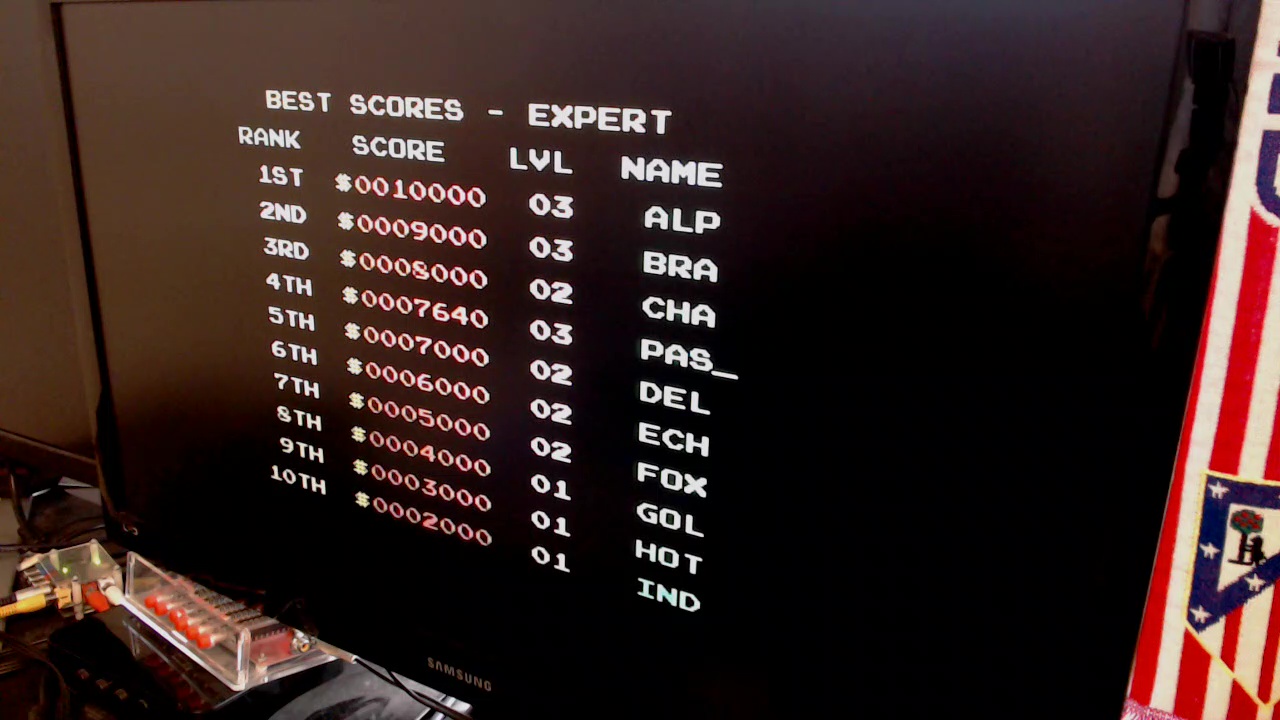 BEST SCORES - EXPERT
RANK SCORE LVL NAME
1ST $0010000 03 ALP
2ND $0009000 03 BRA
3RD $0008000 02 CHA
4TH $0007640 03 PAS_
5TH $0007000 02 DEL
6TH $0006000 02 ECH
7TH $0005000 02 FOX
8TH $0004000 01 GOL
9TH $0003000 01 HOT
10TH $0002000 01 IND
SAMSUNG